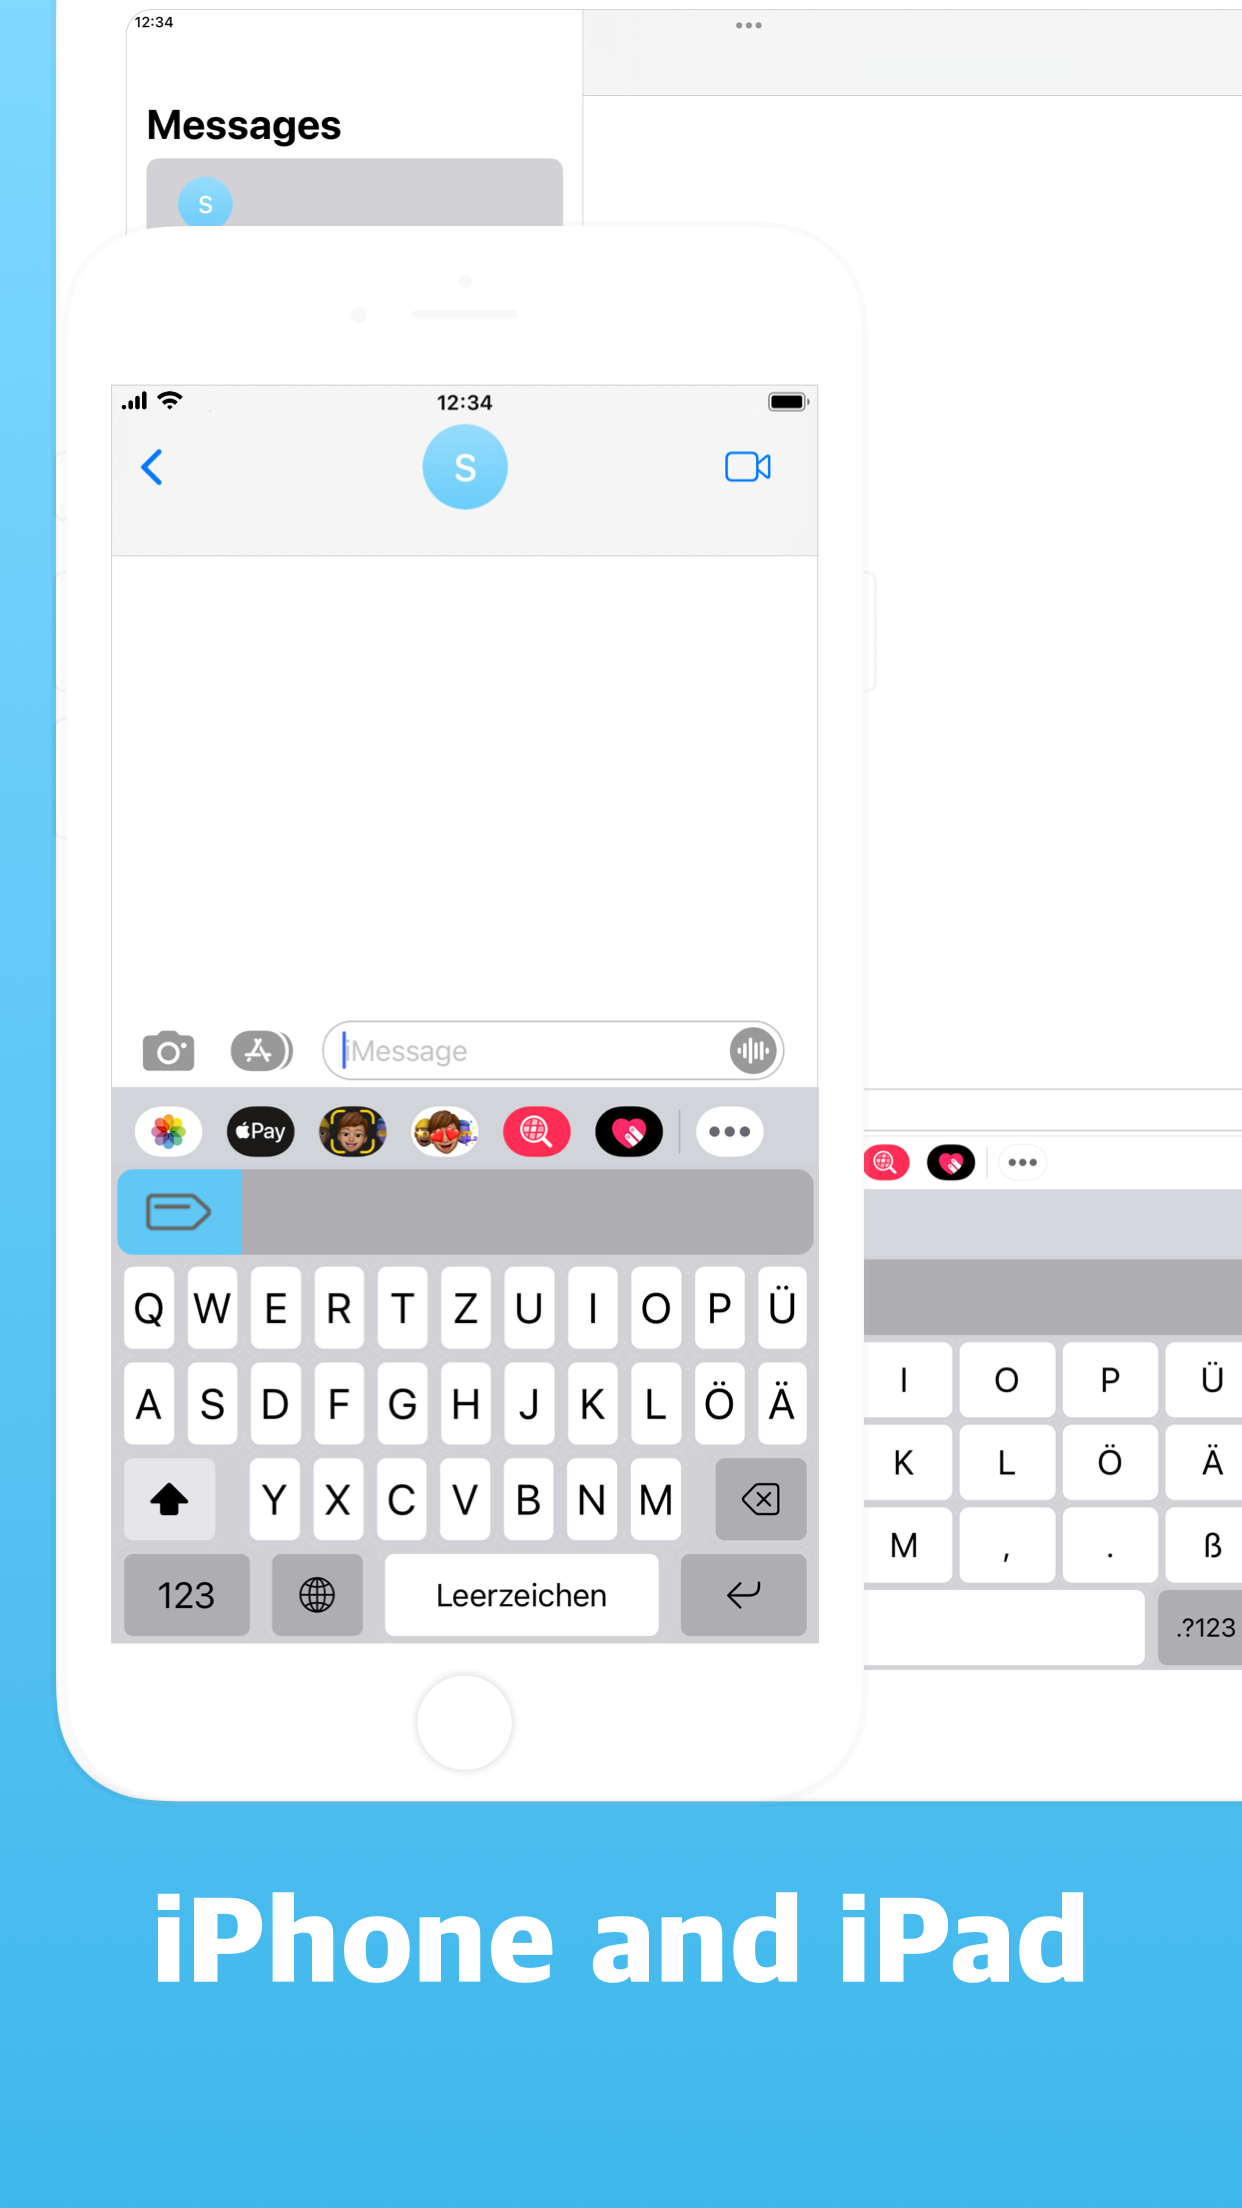 12:34
Messages
S
12:34
S
iMessage
Pay
Q W E R T Z U I O P Ü
A S D F G H J K L Ö Ä
Y X C V B N M
123 Leerzeichen
I O P Ü
K L Ö Ä
M , . ß
.?123
iPhone and iPad